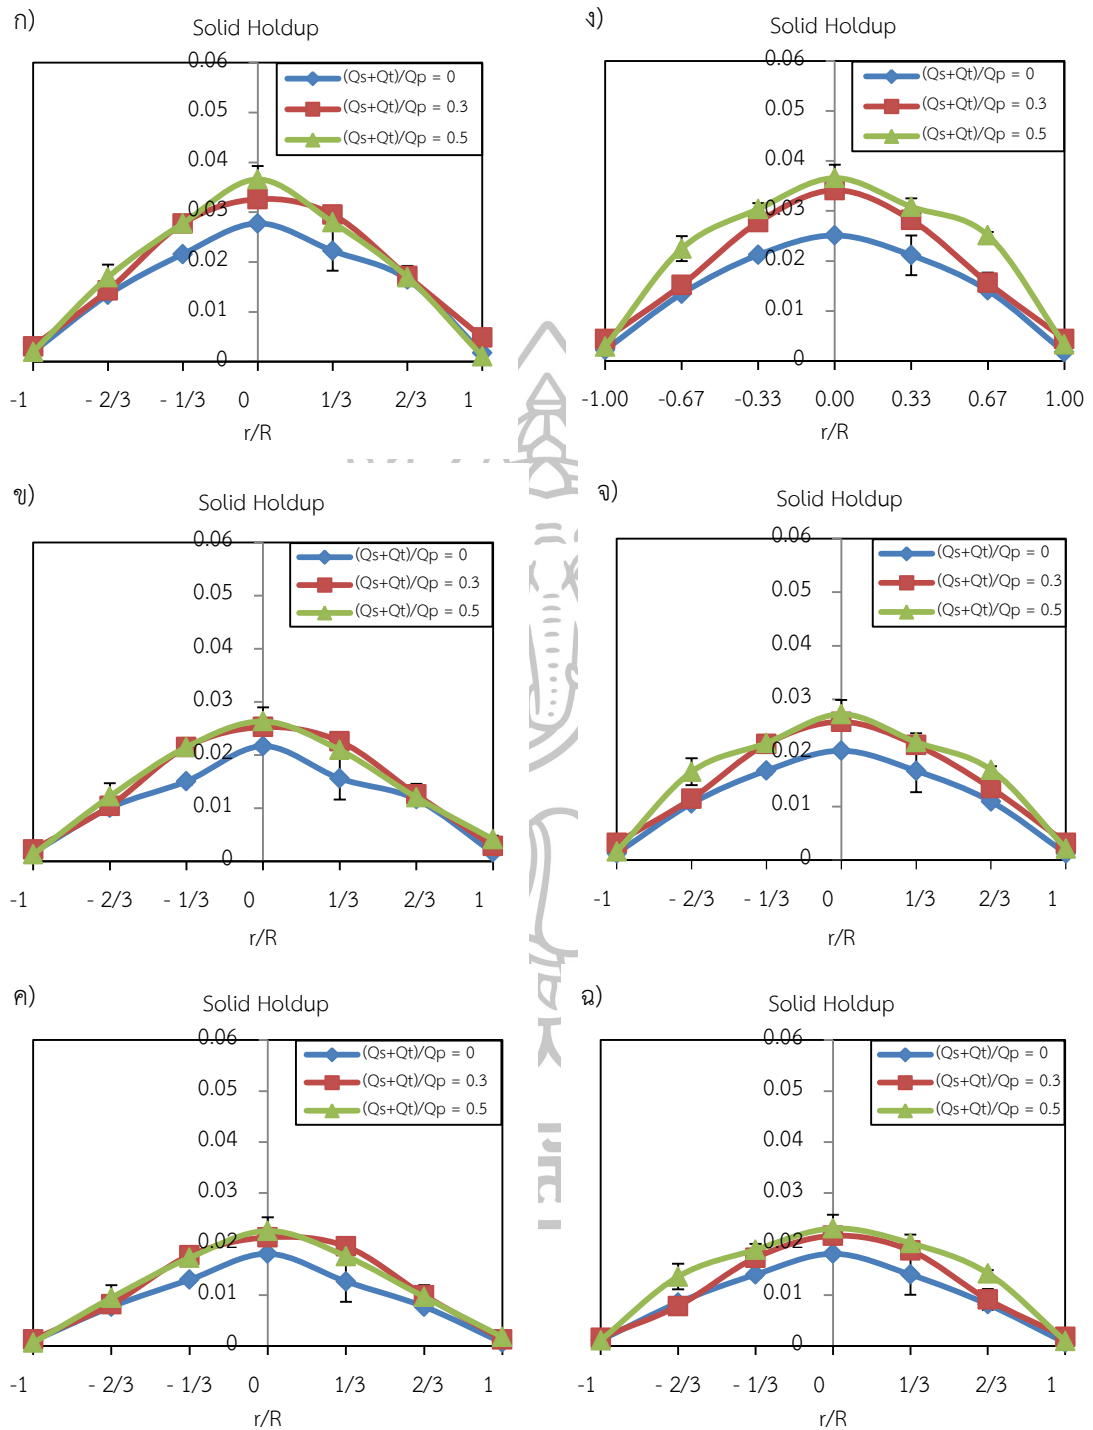 ก)
Solid Holdup
0.06
0.05
0.04
0.03
0.02
0.01
0
(Qs+Qt)/Qp = 0
(Qs+Qt)/Qp = 0.3
(Qs+Qt)/Qp = 0.5
-1 - 2/3 - 1/3 0 1/3 2/3 1
r/R
ง)
Solid Holdup
0.06
0.05
0.04
0.03
0.02
0.01
0
(Qs+Qt)/Qp = 0
(Qs+Qt)/Qp = 0.3
(Qs+Qt)/Qp = 0.5
-1.00 -0.67 -0.33 0.00 0.33 0.67 1.00
r/R
ข)
Solid Holdup
0.06
0.05
0.04
0.03
0.02
0.01
0
(Qs+Qt)/Qp = 0
(Qs+Qt)/Qp = 0.3
(Qs+Qt)/Qp = 0.5
-1 - 2/3 - 1/3 0 1/3 2/3 1
r/R
จ)
Solid Holdup
0.06
0.05
0.04
0.03
0.02
0.01
0
(Qs+Qt)/Qp = 0
(Qs+Qt)/Qp = 0.3
(Qs+Qt)/Qp = 0.5
-1 - 2/3 - 1/3 0 1/3 2/3 1
r/R
ค)
Solid Holdup
0.06
0.05
0.04
0.03
0.02
0.01
0
(Qs+Qt)/Qp = 0
(Qs+Qt)/Qp = 0.3
(Qs+Qt)/Qp = 0.5
-1 - 2/3 - 1/3 0 1/3 2/3 1
r/R
ฉ)
Solid Holdup
0.06
0.05
0.04
0.03
0.02
0.01
0
(Qs+Qt)/Qp = 0
(Qs+Qt)/Qp = 0.3
(Qs+Qt)/Qp = 0.5
-1 - 2/3 - 1/3 0 1/3 2/3 1
r/R